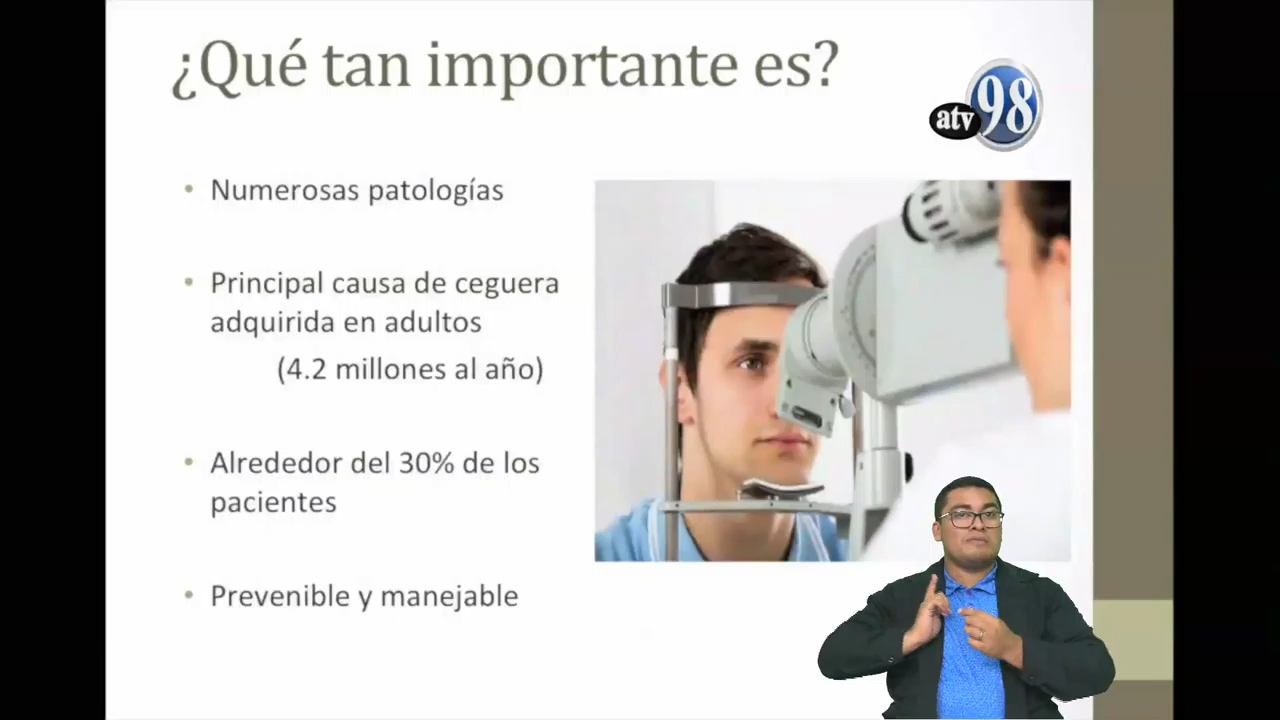 ¿Qué tan importante es?
atv 98
• Numerosas patologías
• Principal causa de ceguera
adquirida en adultos
(4.2 millones al año)
• Alrededor del 30% de los
pacientes
• Prevenible y manejable